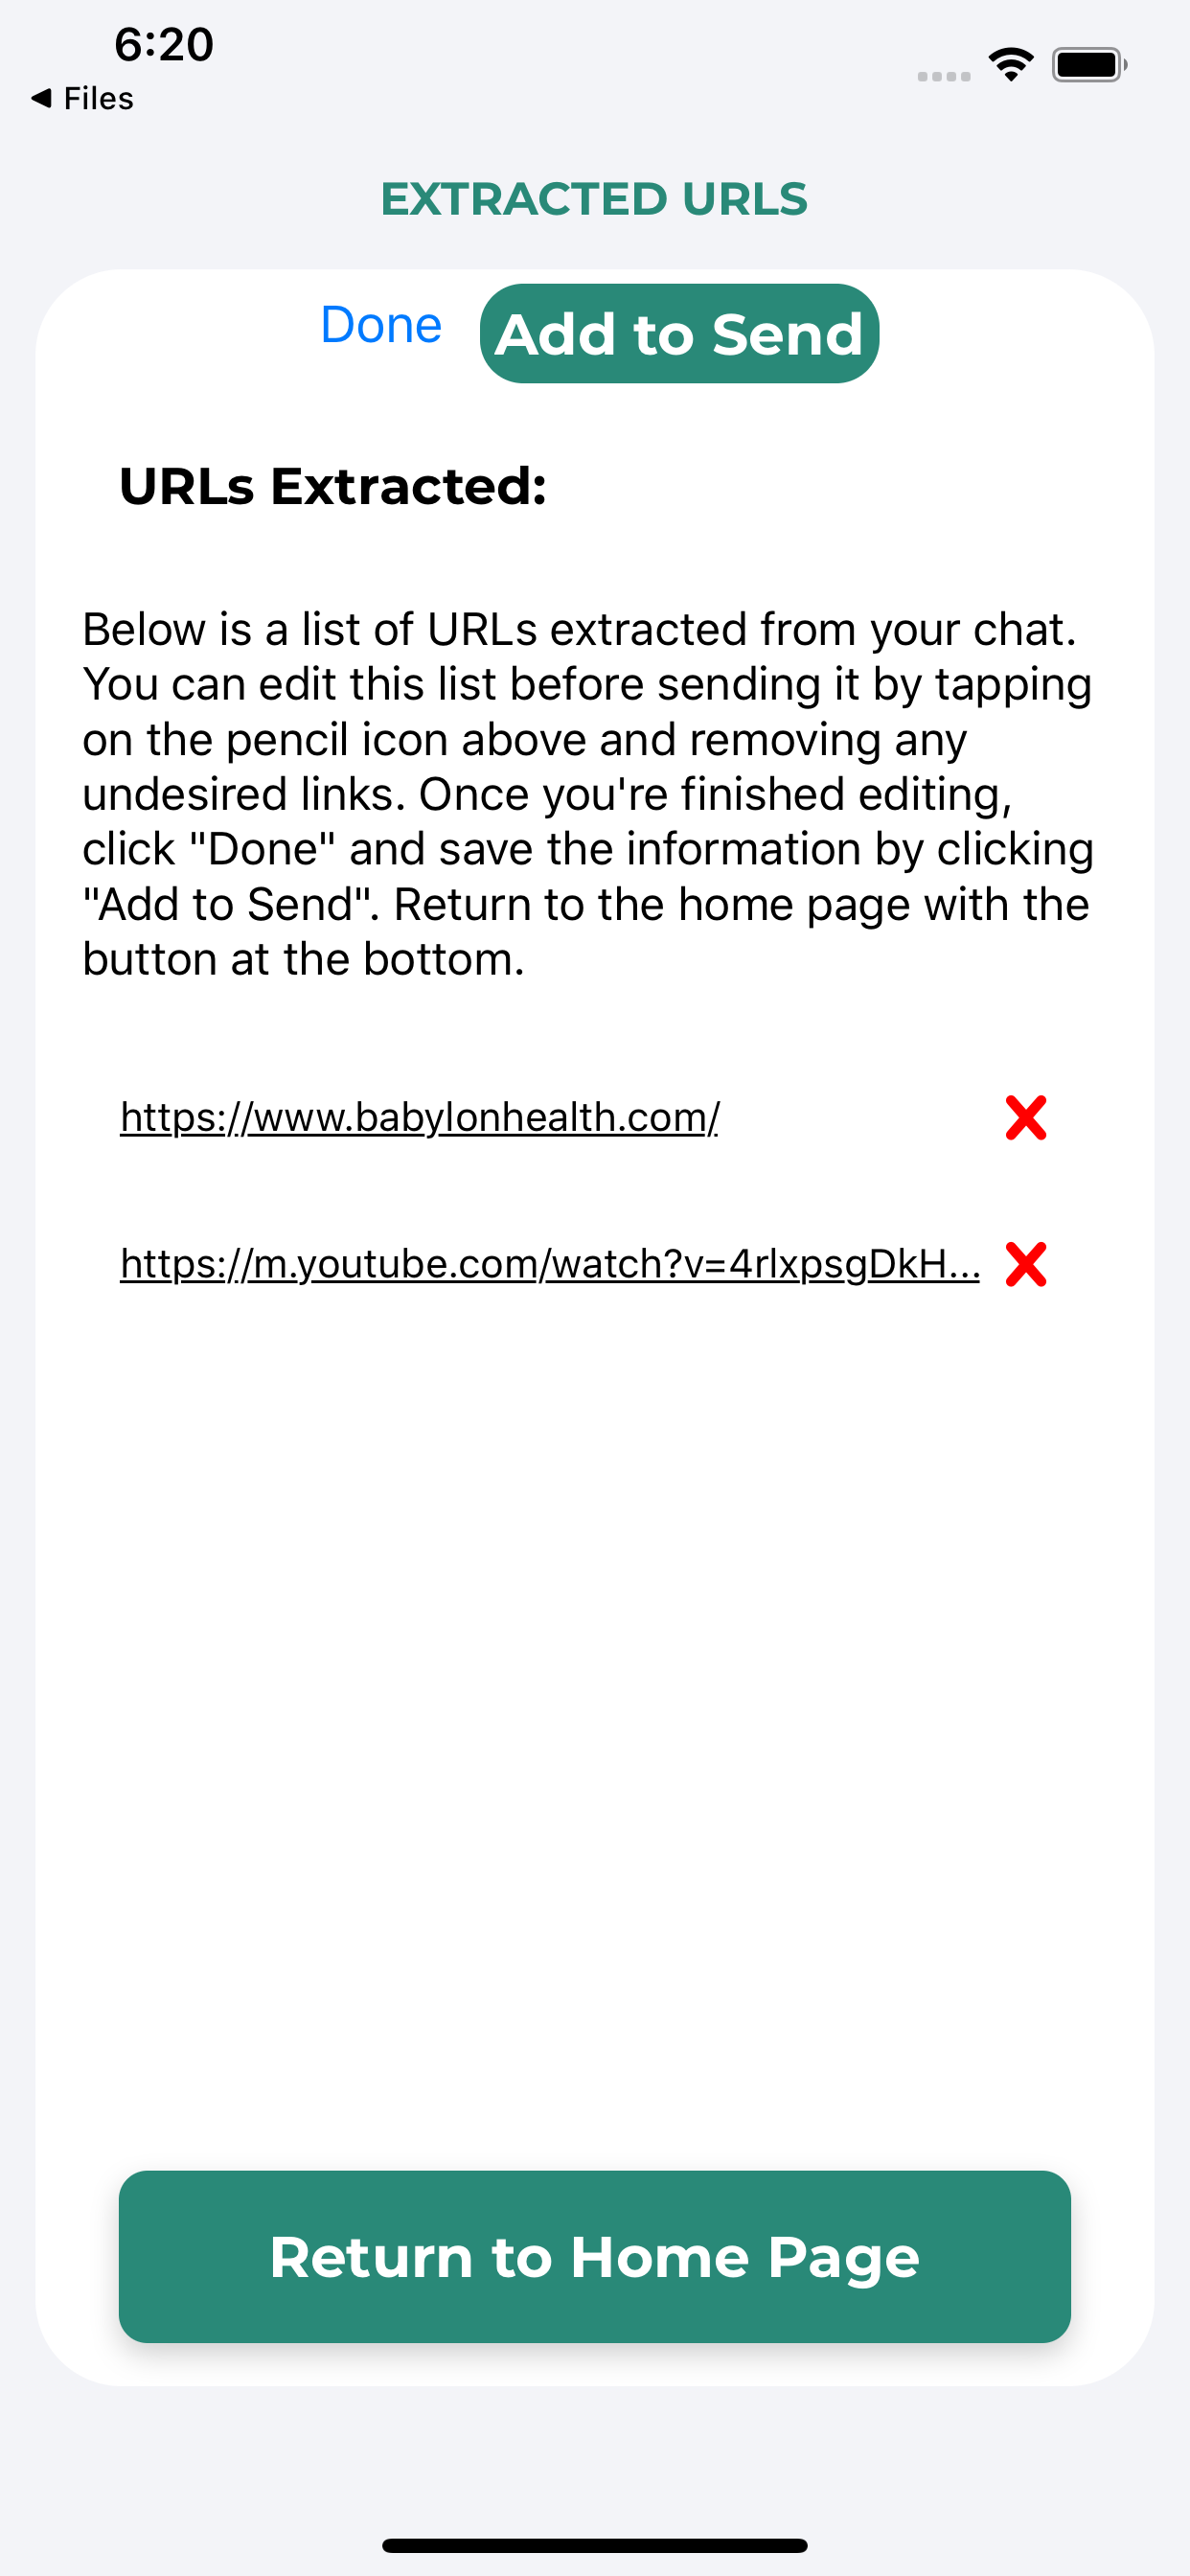 6:20
◀ Files
EXTRACTED URLS
Done
Add to Send
URLs Extracted:
Below is a list of URLs extracted from your chat.
You can edit this list before sending it by tapping
on the pencil icon above and removing any
undesired links. Once you're finished editing,
click "Done" and save the information by clicking
"Add to Send". Return to the home page with the
button at the bottom.
https://www.babylonhealth.com/
https://m.youtube.com/watch?v=4rlxpsgDkH...
Return to Home Page